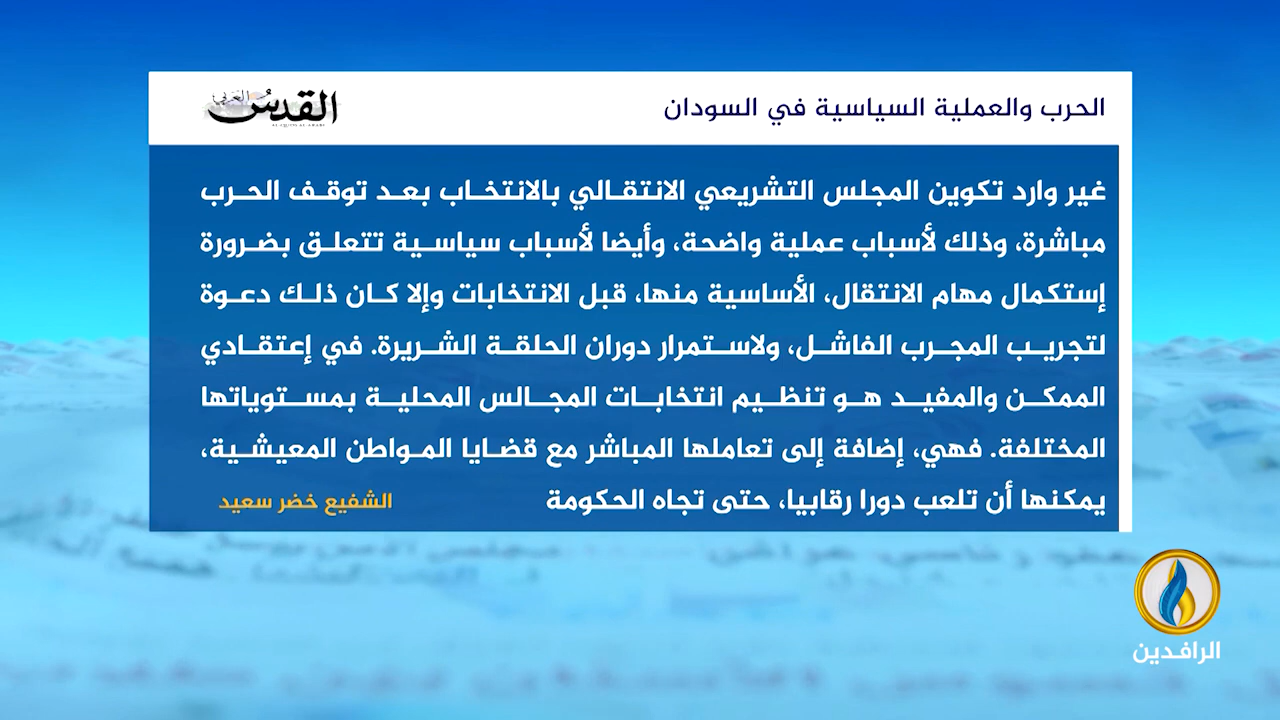 الحرب والعملية السياسية في السودان
القدس العربي
غير وارد تكوين المجلس التشريعي الانتقالي بالانتخاب بعد توقف الحرب
مباشرة، وذلك لأسباب عملية واضحة، وأيضا لأسباب سياسية تتعلق بضرورة
إستكمال مهام الانتقال، الأساسية منها، قبل الانتخابات وإلا كان ذلك دعوة
لتجريب المجرب الفاشل، ولاستمرار دوران الحلقة الشريرة. في إعتقادي
الممكن والمفيد هو تنظيم انتخابات المجالس المحلية بمستوياتها
المختلفة. فهي، إضافة إلى تعاملها المباشر مع قضايا المواطن المعيشية،
يمكنها أن تلعب دورا رقابيا، حتى تجاه الحكومة
الشفيع خضر سعيد
الرافدين